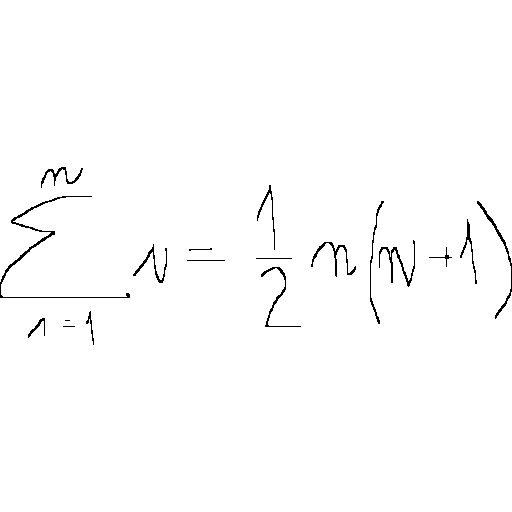 \sum_{i=1}^{n} i = \frac{1}{2} n(n+1)